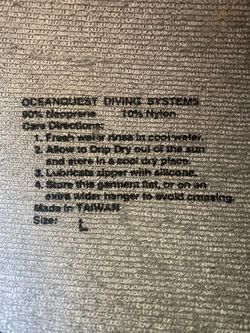 OCEANQUEST DIVING SYSTEMS
90% Neoprene 10% Nylon
Care Directions:
1. Fresh water rinse in cool water.
2. Allow to Drip Dry out of the sun
and store in a cool dry place.
3. Lubricate zipper with silicone.
4. Store this garment flat, or on an
extra wide hanger to avoid creasing.
Made in TAIWAN
Size: L